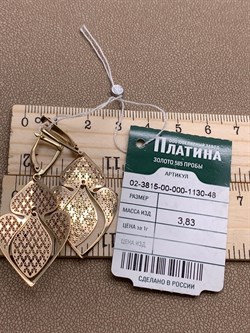 ПЛАТИНА
ЗОЛОТО 585 ПРОБЫ
АРТИКУЛ
02-3815-00-000-1130-48
РАЗМЕР
МАССА ИЗД.
3,83
ЦЕНА за 1г
ЦЕНА ИЗД.
СДЕЛАНО В РОССИИ